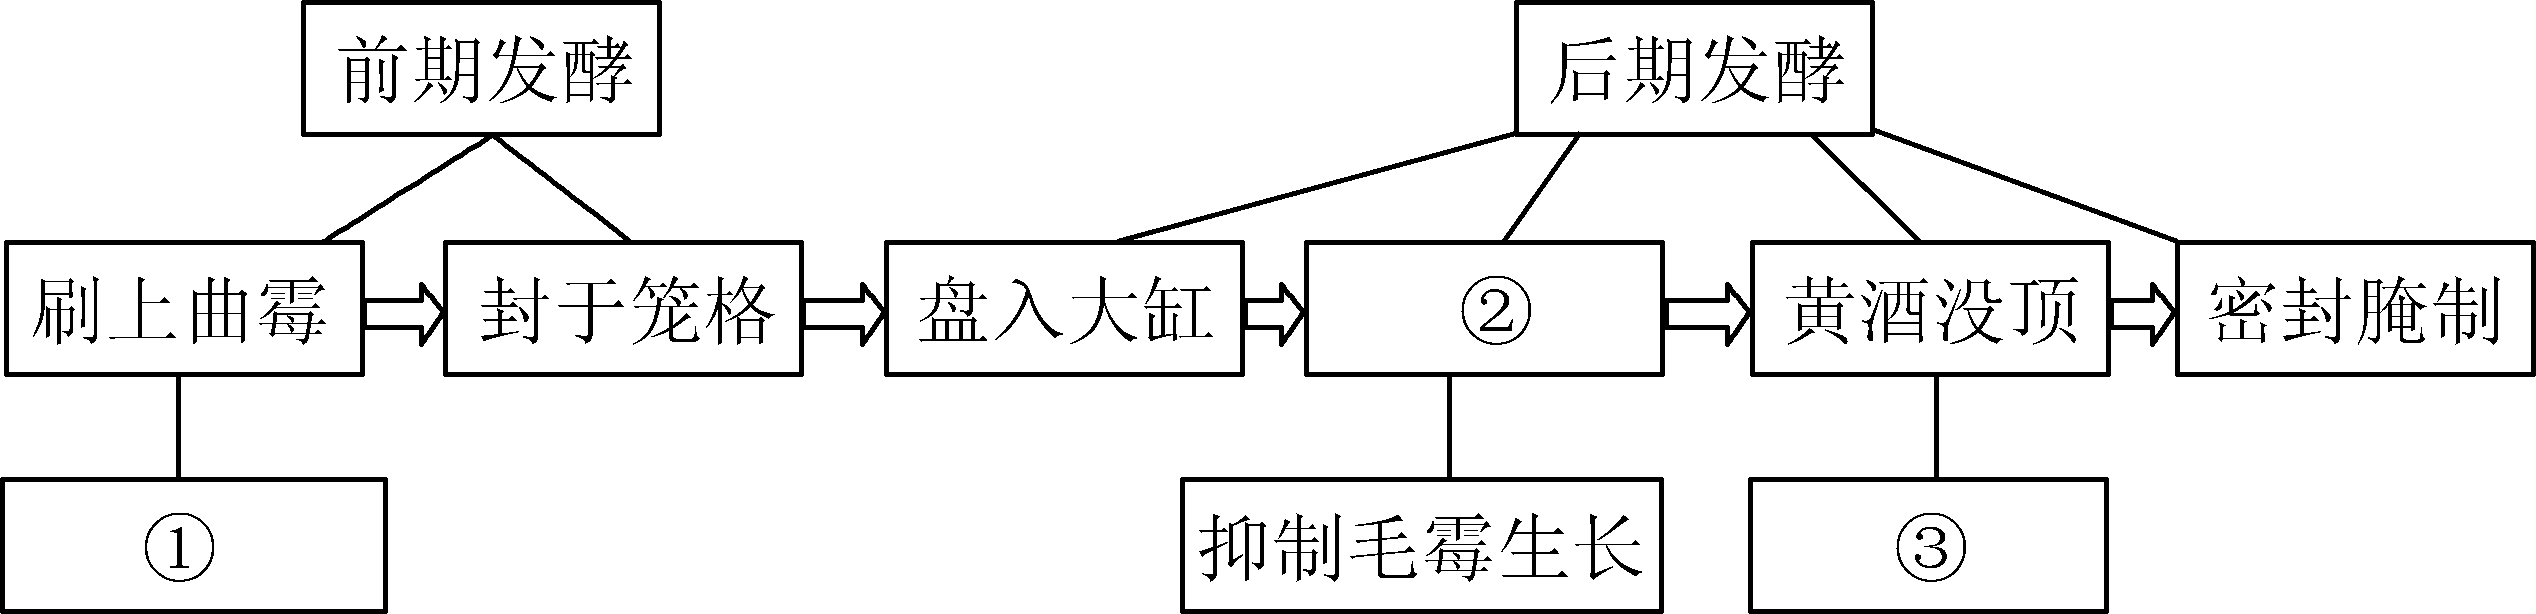 前期发酵
后期发酵
刷上曲霉
封于笼格
盘入大缸
②
黄酒没顶
密封腌制
①
抑制毛霉生长
③